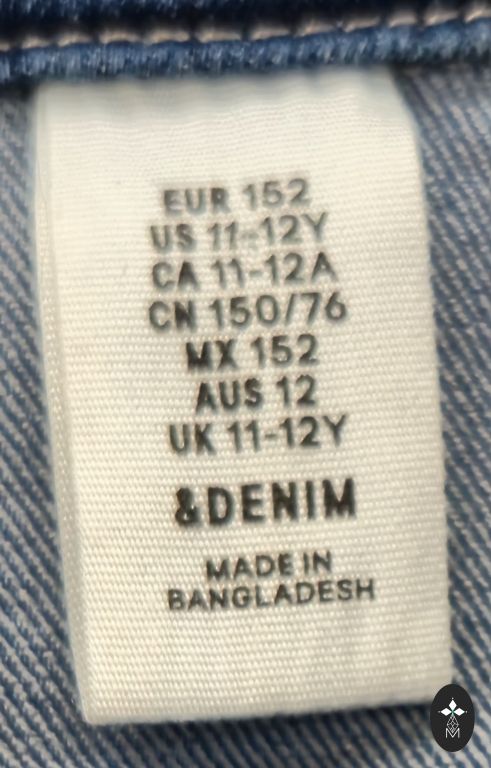 EUR 152
US 11-12Y
CA 11-12A
CN 150/76
MX 152
AUS 12
UK 11-12Y
&DENIM
MADE IN
BANGLADESH
M